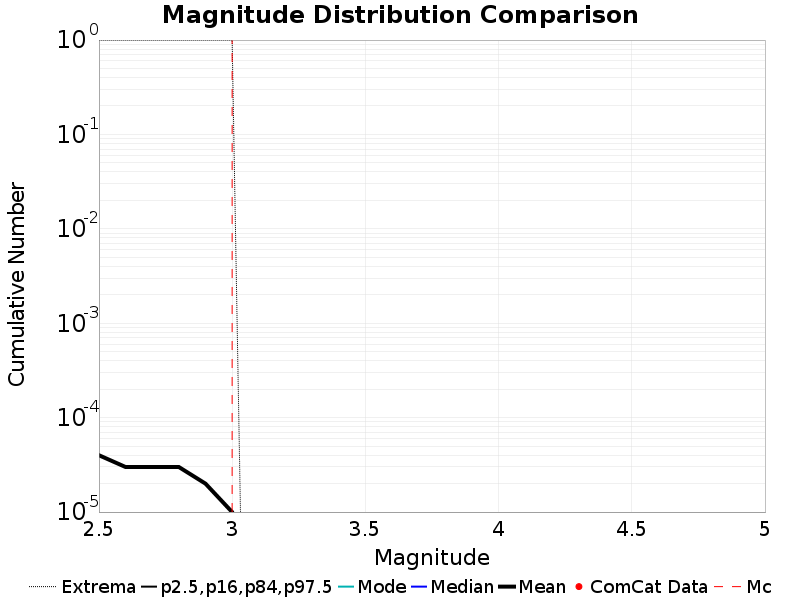 Magnitude Distribution Comparison
Cumulative Number
10^0
10^-1
10^-2
10^-3
10^-4
10^-5
2.5 3 3.5 4 4.5 5
Magnitude
Extrema p2.5,p16,p84,p97.5 Mode Median Mean ComCat Data Mc